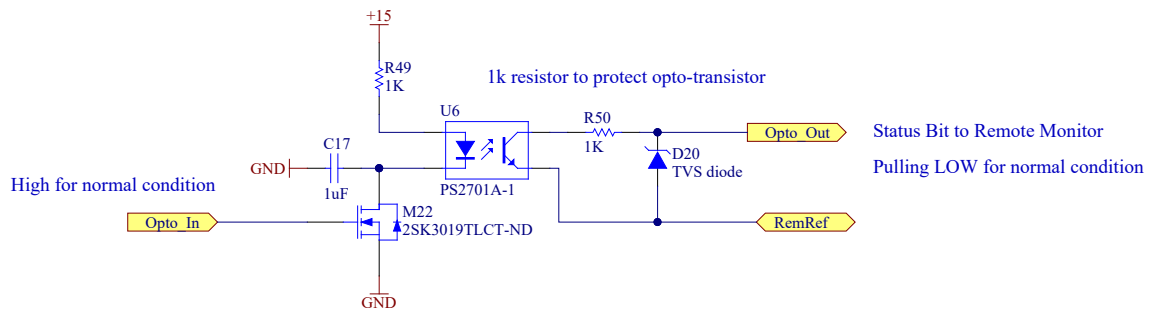 +15
R49
1K
1k resistor to protect opto-transistor
U6
R50
1K
Opto_Out
Status Bit to Remote Monitor
C17
GND
1uF
D20
TVS diode
Pulling LOW for normal condition
PS2701A-1
High for normal condition
Opto_In
M22
2SK3019TLCT-ND
RemRef
GND